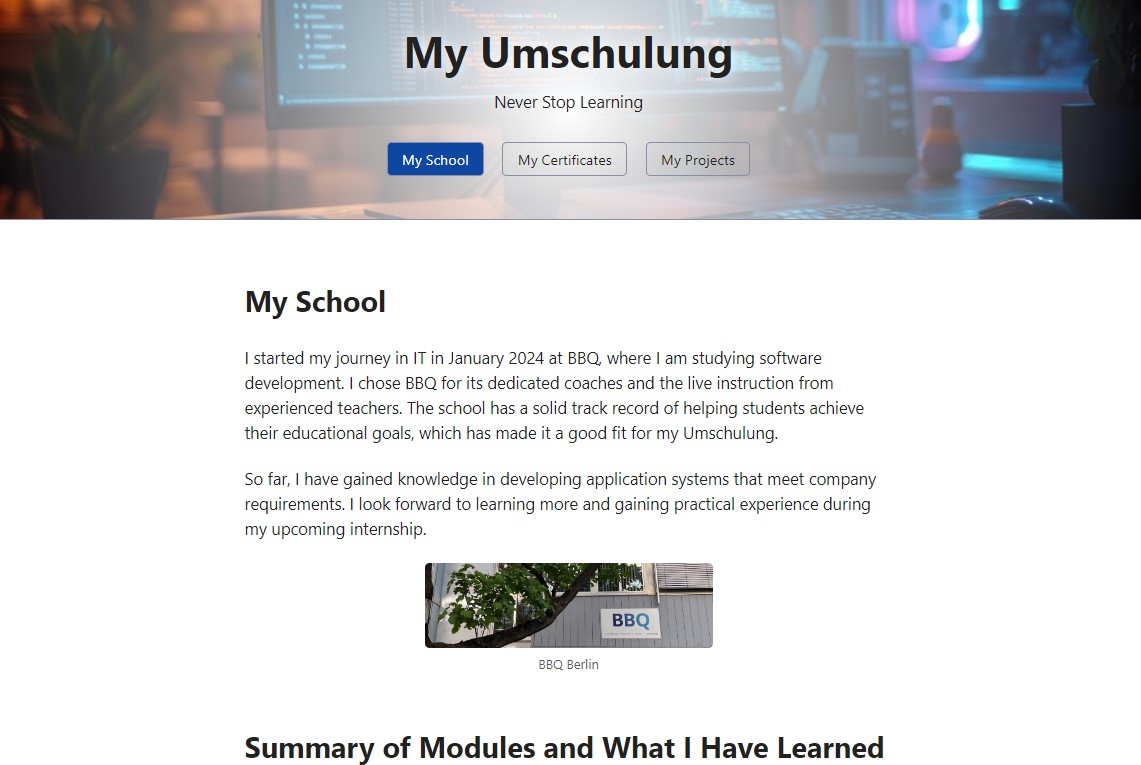 My Umschulung
Never Stop Learning
My School
My Certificates
My Projects
My School
I started my journey in IT in January 2024 at BBQ, where I am studying software
development. I chose BBQ for its dedicated coaches and the live instruction from
experienced teachers. The school has a solid track record of helping students achieve
their educational goals, which has made it a good fit for my Umschulung.
So far, I have gained knowledge in developing application systems that meet company
requirements. I look forward to learning more and gaining practical experience during
my upcoming internship.
BBQ
BBQ Berlin
Summary of Modules and What I Have Learned